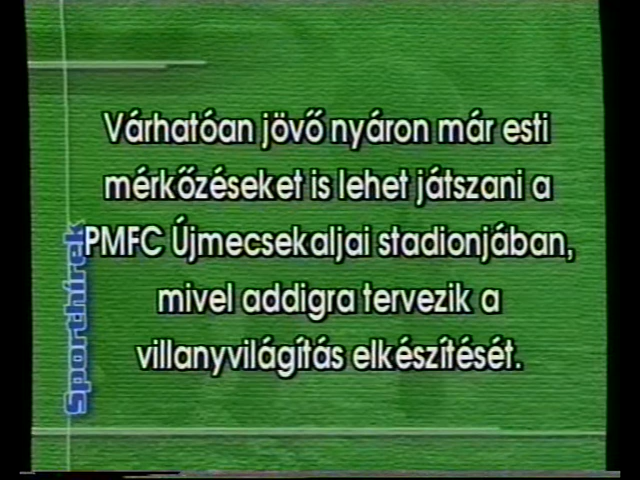 Várhatóan jövő nyáron már esti
mérkőzéseket is lehet játszani a
PMFC Újmecsekaljai stadionjában,
mivel addigra tervezik a
villanyvilágítás elkészítését.
Sporthírek